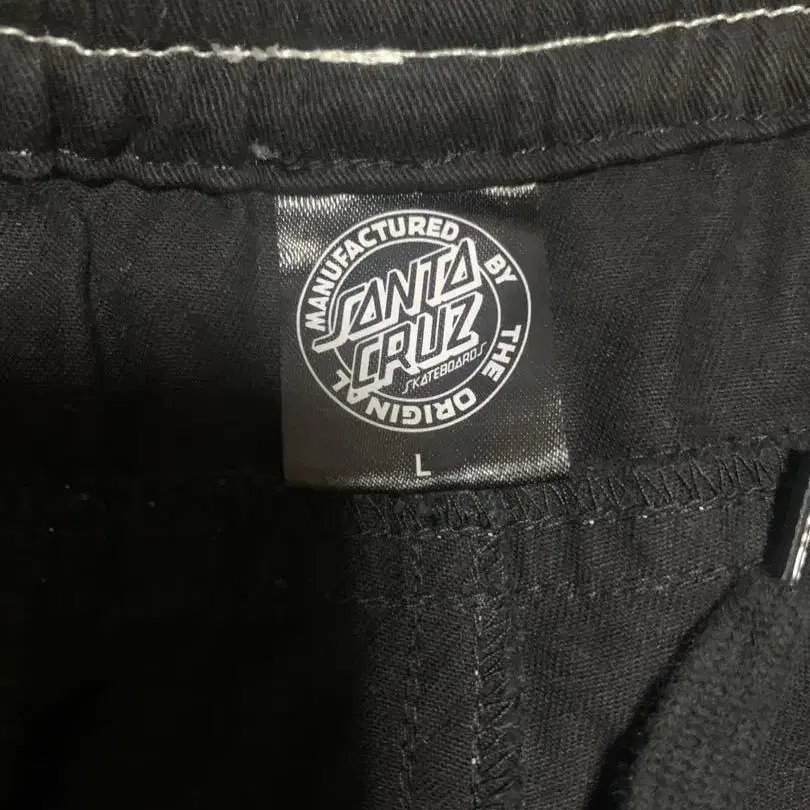 MANUFACTURED BY THE ORIGINAL
SANTA
CRUZ
SKATEBOARDS
L